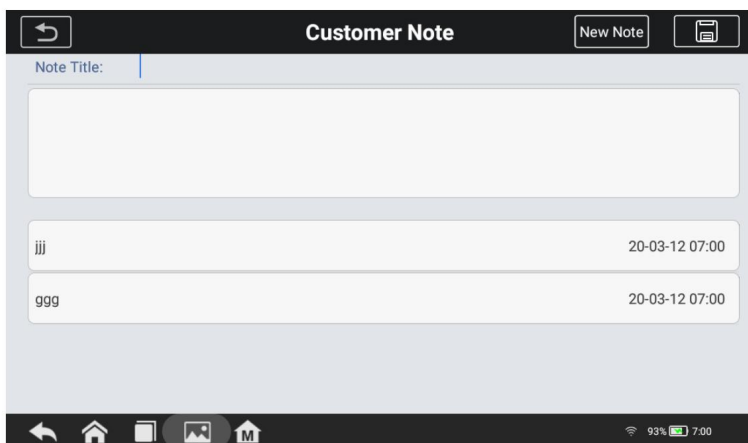 Customer Note
New Note
Note Title:
jjj
20-03-12 07:00
ggg
20-03-12 07:00
M
93% 7:00